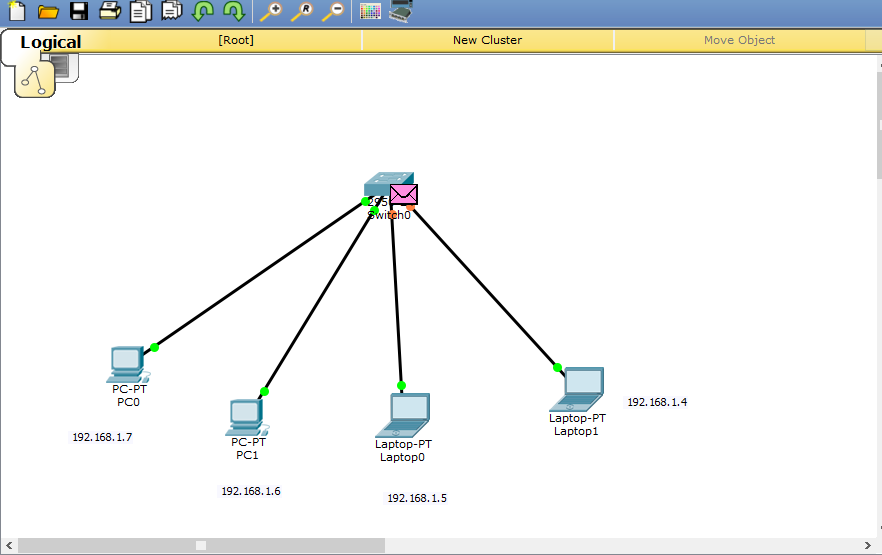 Logical
[Root]
New Cluster
Move Object
Switch0
PC-PT
PC0
192.168.1.7
PC-PT
PC1
192.168.1.6
Laptop-PT
Laptop0
192.168.1.5
Laptop-PT
Laptop1
192.168.1.4